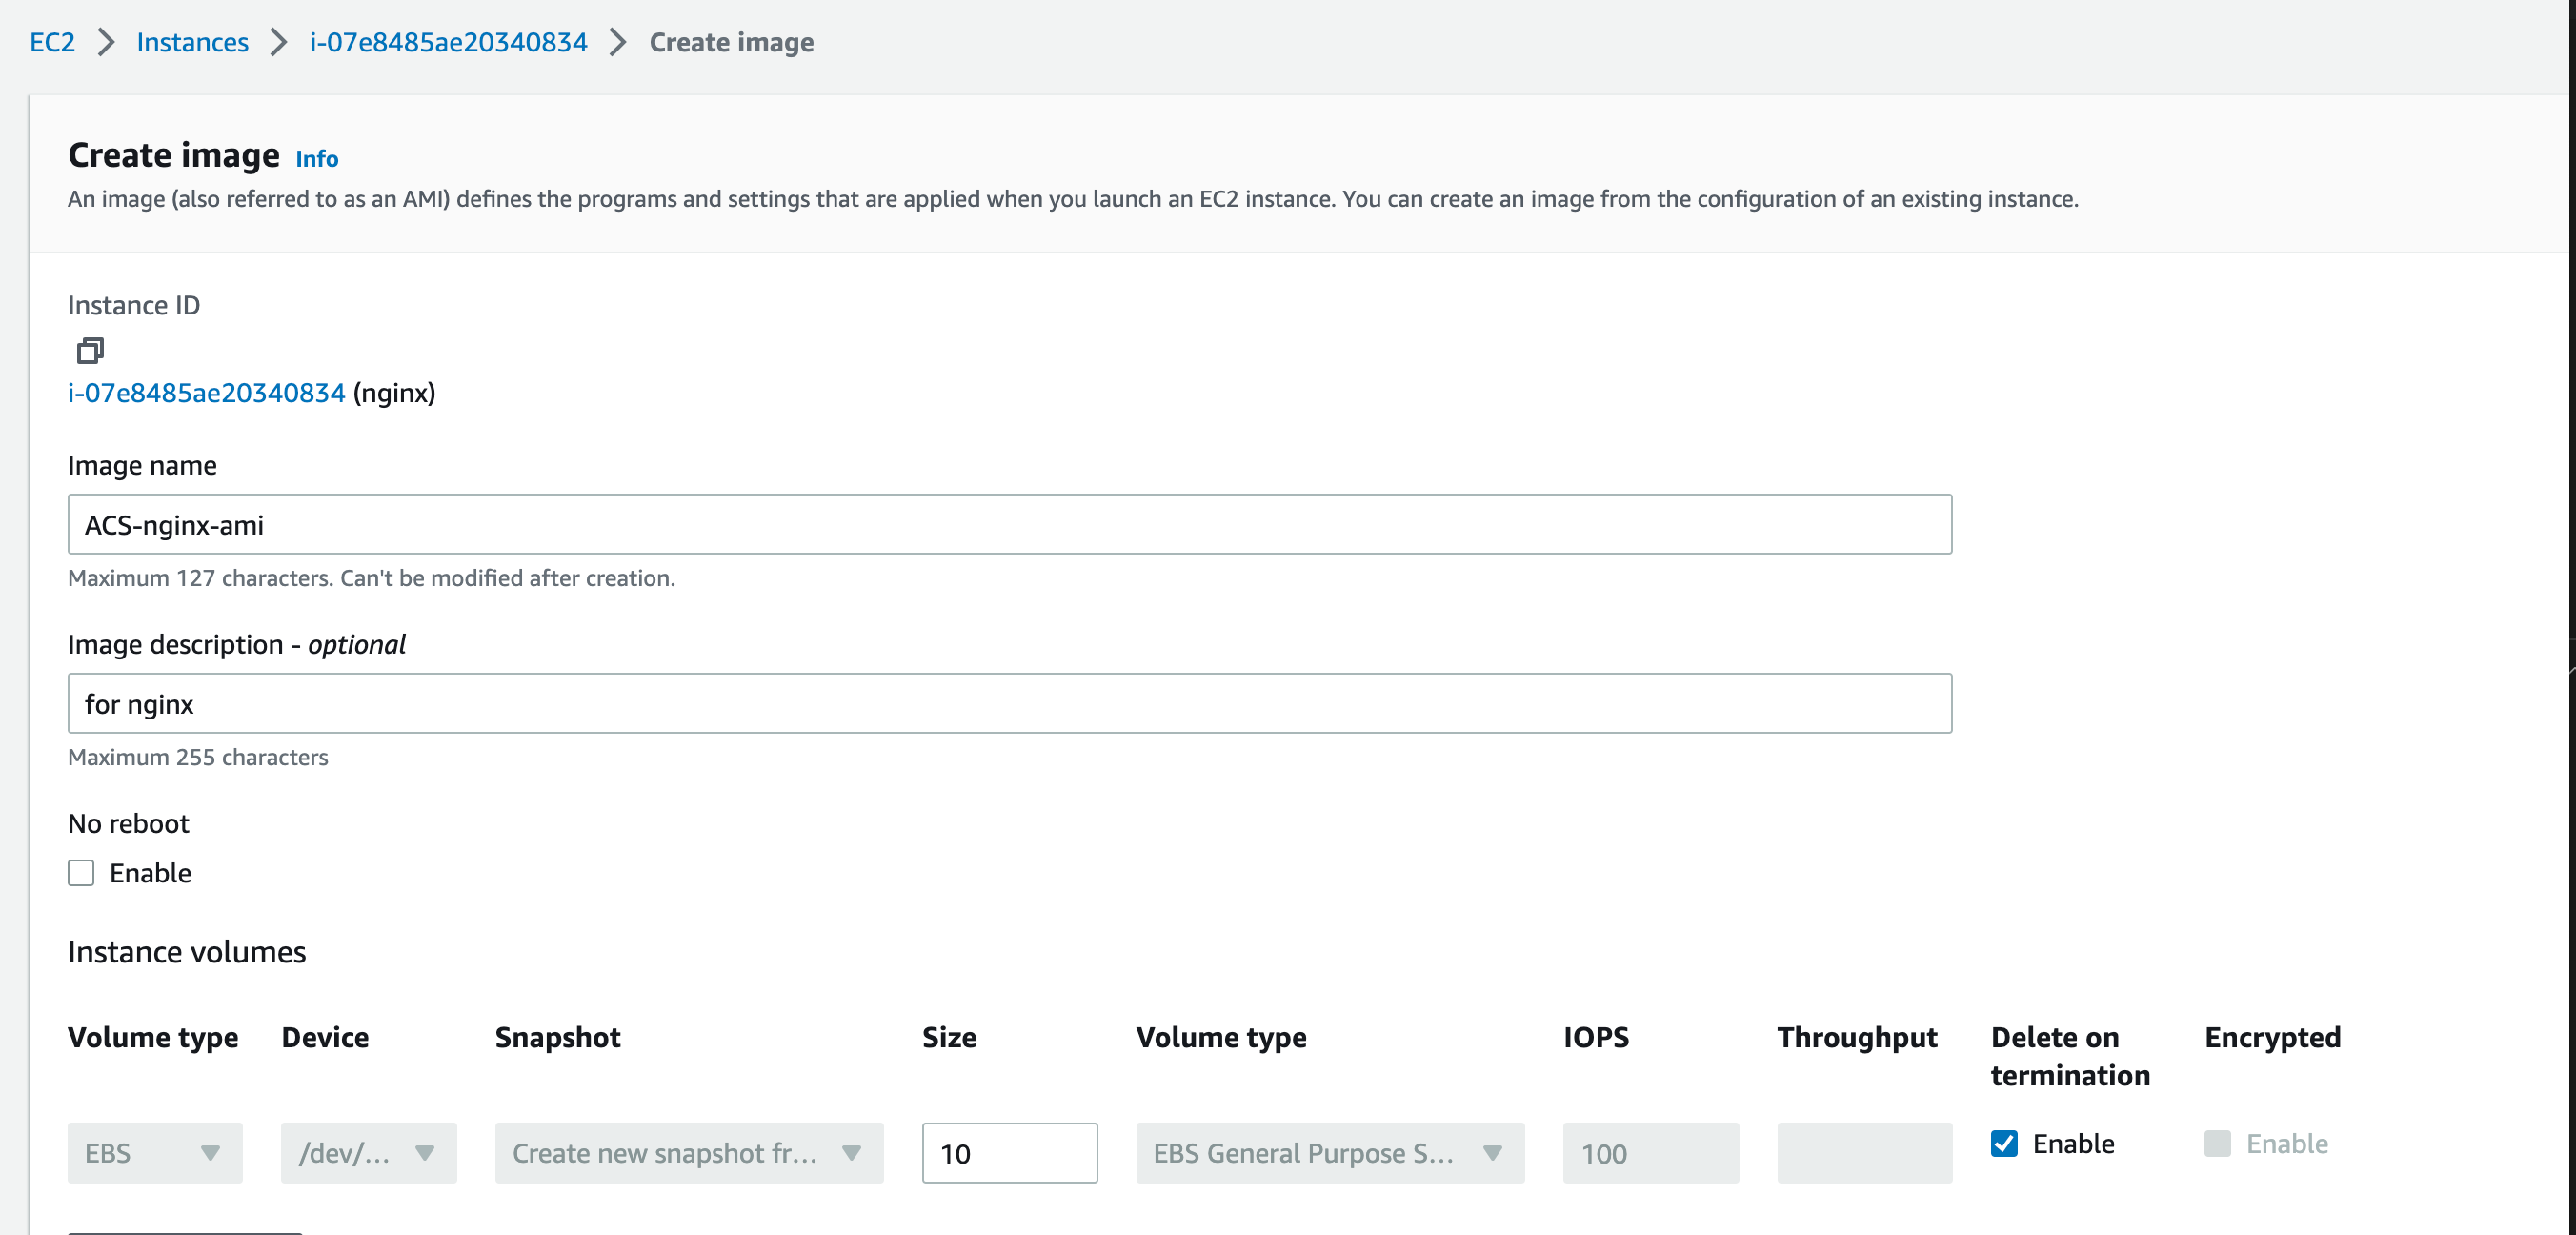 EC2 Instances i-07e8485ae20340834 Create image
Create image Info
An image (also referred to as an AMI) defines the programs and settings that are applied when you launch an EC2 instance. You can create an image from the configuration of an existing instance.
Instance ID
i-07e8485ae20340834 (nginx)
Image name
ACS-nginx-ami
Maximum 127 characters. Can't be modified after creation.
Image description - optional
for nginx
Maximum 255 characters
No reboot
Enable
Instance volumes
Volume type Device Snapshot Size Volume type IOPS Throughput Delete on termination Encrypted
EBS /dev/... Create new snapshot fr... 10 EBS General Purpose S... 100 Enable Enable